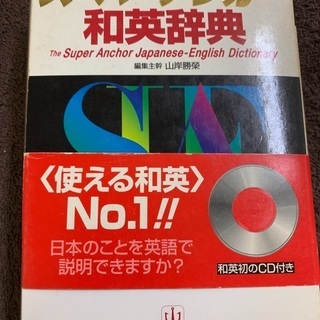 和英辞典
The Super Anchor Japanese-English Dictionary
編集主幹 山岸勝榮
〈使える和英〉
No.1!!
日本のことを英語で
説明できますか?
和英初のCD付き